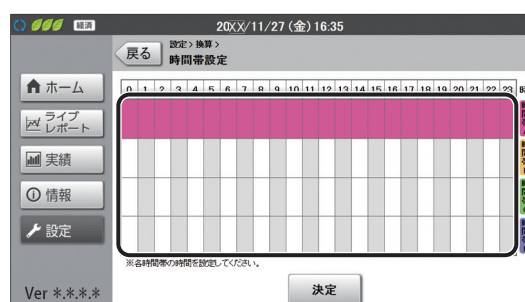 経済 20XX/11/27 (金) 16:35
戻る
設定 > 換算 >
時間帯設定
ホーム
ライブレポート
実績
情報
設定
0 1 2 3 4 5 6 7 8 9 10 11 12 13 14 15 16 17 18 19 20 21 22 23
※各時間帯の時間を設定してください。
決定
Ver *.*.*.*